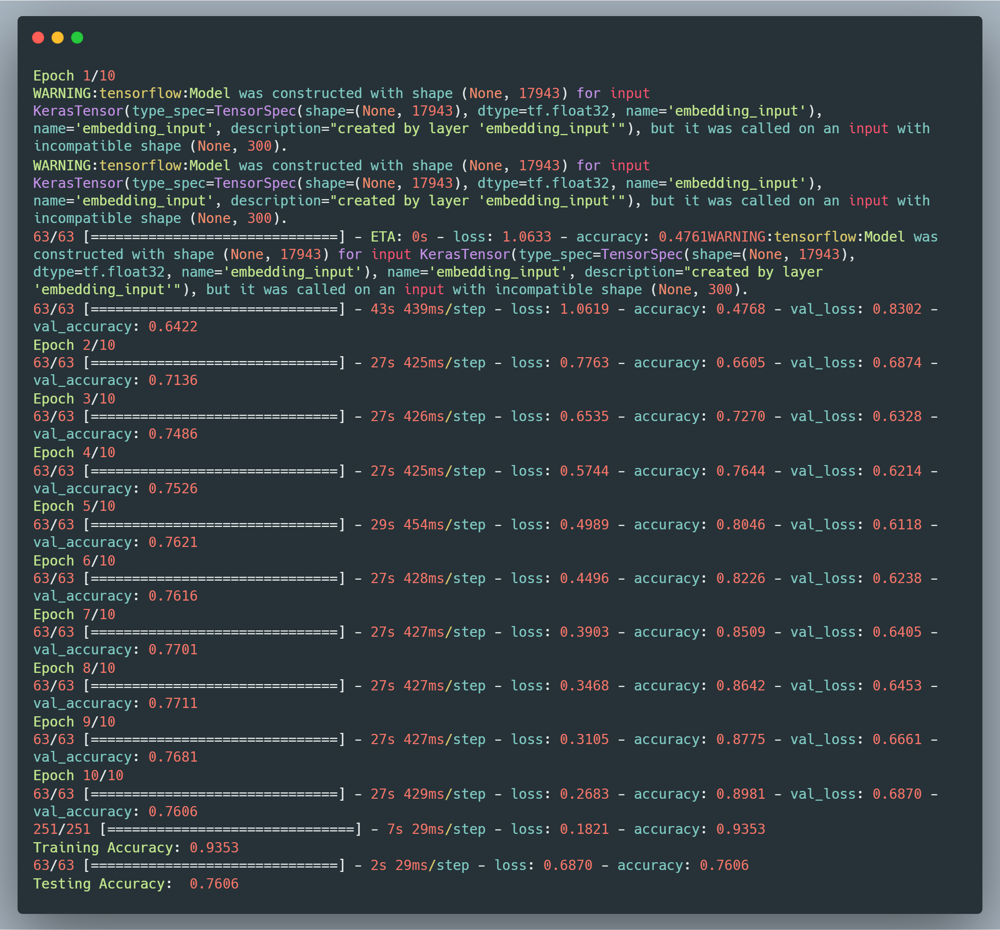 Epoch 1/10
WARNING:tensorflow:Model was constructed with shape (None, 17943) for input
KerasTensor(type_spec=TensorSpec(shape=(None, 17943), dtype=tf.float32, name='embedding_input'),
name='embedding_input', description="created by layer 'embedding_input'"), but it was called on an input with
incompatible shape (None, 300).
WARNING:tensorflow:Model was constructed with shape (None, 17943) for input
KerasTensor(type_spec=TensorSpec(shape=(None, 17943), dtype=tf.float32, name='embedding_input'),
name='embedding_input', description="created by layer 'embedding_input'"), but it was called on an input with
incompatible shape (None, 300).
63/63 [==============================] - ETA: 0s - loss: 1.0633 - accuracy: 0.4761WARNING:tensorflow:Model was
constructed with shape (None, 17943) for input KerasTensor(type_spec=TensorSpec(shape=(None, 17943),
dtype=tf.float32, name='embedding_input'), name='embedding_input', description="created by layer
'embedding_input'"), but it was called on an input with incompatible shape (None, 300).
63/63 [==============================] - 43s 439ms/step - loss: 1.0619 - accuracy: 0.4768 - val_loss: 0.8302 -
val_accuracy: 0.6422
Epoch 2/10
63/63 [==============================] - 27s 425ms/step - loss: 0.7763 - accuracy: 0.6605 - val_loss: 0.6874 -
val_accuracy: 0.7136
Epoch 3/10
63/63 [==============================] - 27s 426ms/step - loss: 0.6535 - accuracy: 0.7270 - val_loss: 0.6328 -
val_accuracy: 0.7486
Epoch 4/10
63/63 [==============================] - 27s 425ms/step - loss: 0.5744 - accuracy: 0.7644 - val_loss: 0.6214 -
val_accuracy: 0.7526
Epoch 5/10
63/63 [==============================] - 29s 454ms/step - loss: 0.4989 - accuracy: 0.8046 - val_loss: 0.6118 -
val_accuracy: 0.7621
Epoch 6/10
63/63 [==============================] - 27s 428ms/step - loss: 0.4496 - accuracy: 0.8226 - val_loss: 0.6238 -
val_accuracy: 0.7616
Epoch 7/10
63/63 [==============================] - 27s 427ms/step - loss: 0.3903 - accuracy: 0.8509 - val_loss: 0.6405 -
val_accuracy: 0.7701
Epoch 8/10
63/63 [==============================] - 27s 427ms/step - loss: 0.3468 - accuracy: 0.8642 - val_loss: 0.6453 -
val_accuracy: 0.7711
Epoch 9/10
63/63 [==============================] - 27s 427ms/step - loss: 0.3105 - accuracy: 0.8775 - val_loss: 0.6661 -
val_accuracy: 0.7681
Epoch 10/10
63/63 [==============================] - 27s 429ms/step - loss: 0.2683 - accuracy: 0.8981 - val_loss: 0.6870 -
val_accuracy: 0.7606
251/251 [==============================] - 7s 29ms/step - loss: 0.1821 - accuracy: 0.9353
Training Accuracy: 0.9353
63/63 [==============================] - 2s 29ms/step - loss: 0.6870 - accuracy: 0.7606
Testing Accuracy:  0.7606